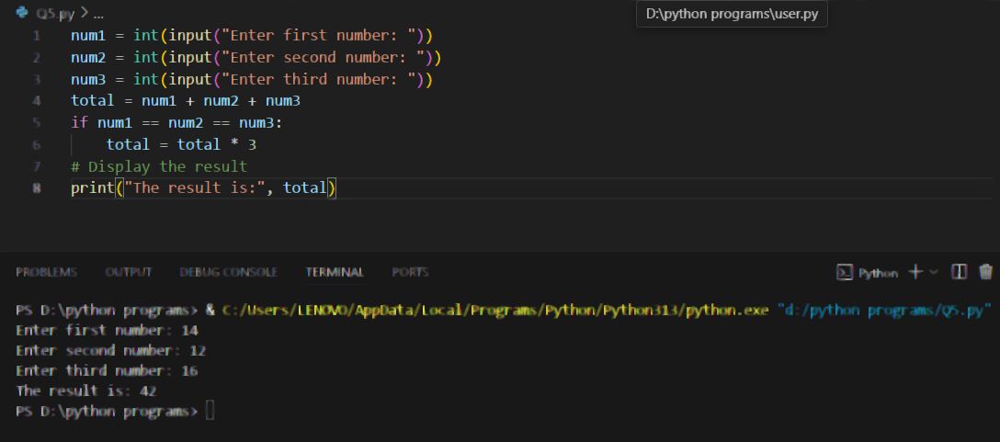 Q5.py > ...
D:\python programs\user.py
1 num1 = int(input("Enter first number: "))
2 num2 = int(input("Enter second number: "))
3 num3 = int(input("Enter third number: "))
4 total = num1 + num2 + num3
5 if num1 == num2 == num3:
6     total = total * 3
7 # Display the result
8 print("The result is:", total)
PROBLEMS OUTPUT DEBUG CONSOLE TERMINAL PORTS Python
PS D:\python programs> & C:/Users/LENOVO/AppData/Local/Programs/Python/Python313/python.exe "d:/python programs/Q5.py"
Enter first number: 14
Enter second number: 12
Enter third number: 16
The result is: 42
PS D:\python programs>